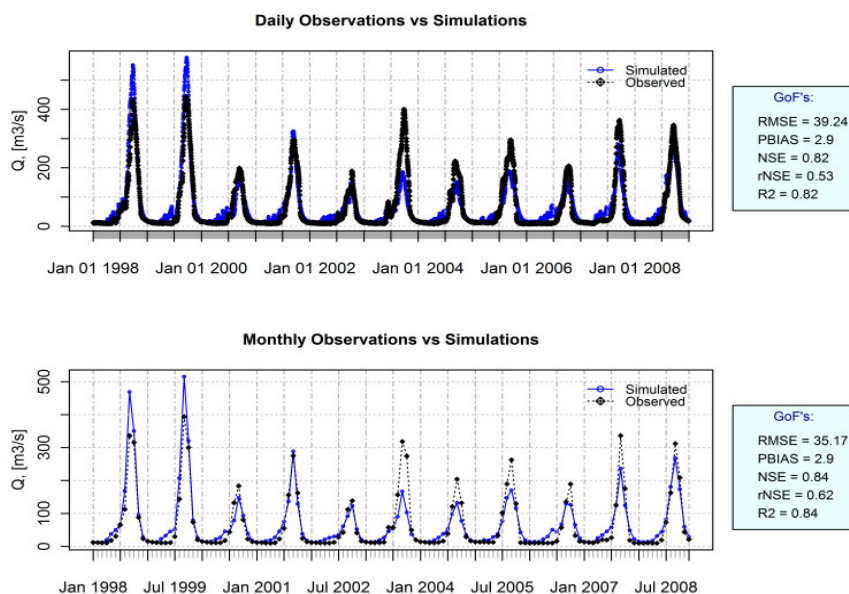 Daily Observations vs Simulations
Q, [m3/s]
400
200
0
Simulated
Observed
Jan 01 1998
Jan 01 2000
Jan 01 2002
Jan 01 2004
Jan 01 2006
Jan 01 2008
GoF's:
RMSE = 39.24
PBIAS = 2.9
NSE = 0.82
rNSE = 0.53
R2 = 0.82
Monthly Observations vs Simulations
Q, [m3/s]
500
300
100
0
Simulated
Observed
Jan 1998
Jul 1999
Jan 2001
Jul 2002
Jan 2004
Jul 2005
Jan 2007
Jul 2008
GoF's:
RMSE = 35.17
PBIAS = 2.9
NSE = 0.84
rNSE = 0.62
R2 = 0.84